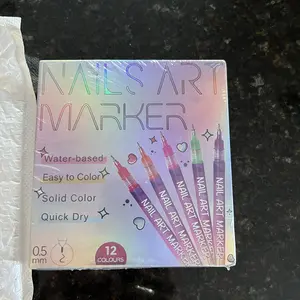 NAILS ART
MARKER
Water-based
Easy to Color
Solid Color
Quick Dry
0.5
mm
12
COLOURS
NAIL ART MARKER
NAIL ART MARKER
NAIL ART MARKER
NAIL ART MARKER
NAIL ART MARKER